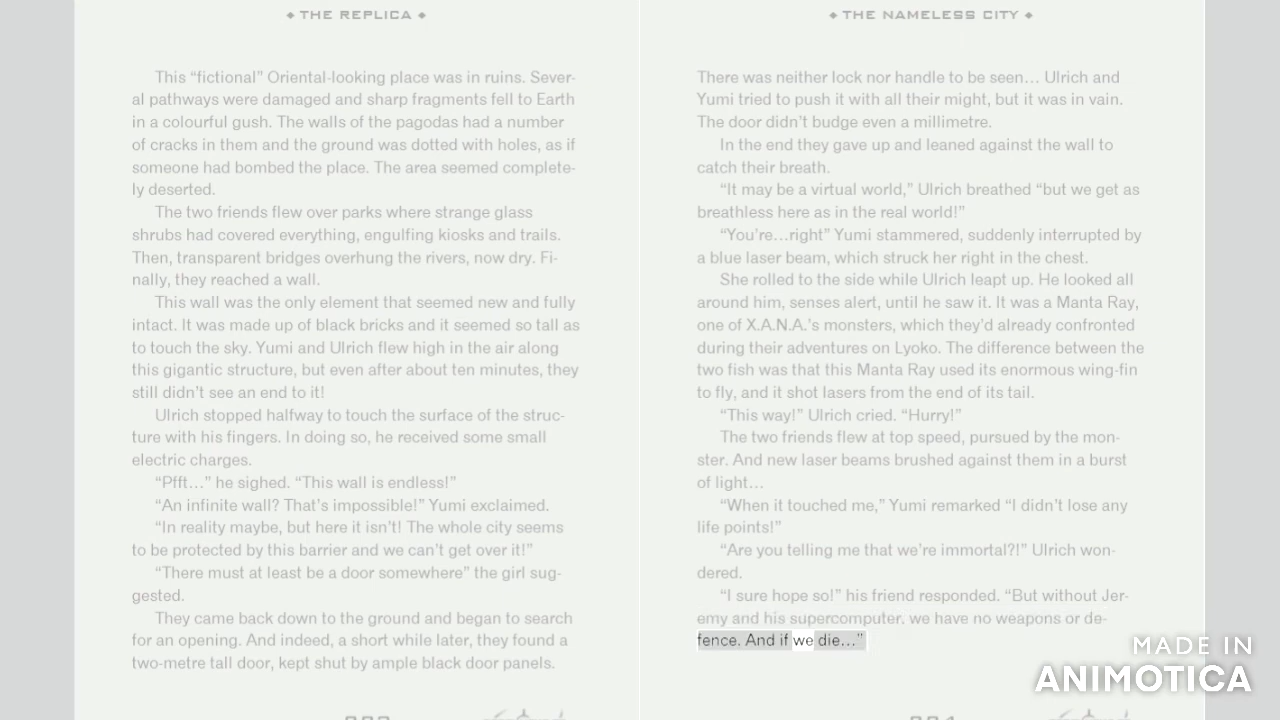 ◆ THE REPLICA ◆
This “fictional” Oriental-looking place was in ruins. Sever-
al pathways were damaged and sharp fragments fell to Earth
in a colourful gush. The walls of the pagodas had a number
of cracks in them and the ground was dotted with holes, as if
someone had bombed the place. The area seemed complete-
ly deserted.
The two friends flew over parks where strange glass
shrubs had covered everything, engulfing kiosks and trails.
Then, transparent bridges overhung the rivers, now dry. Fi-
nally, they reached a wall.
This wall was the only element that seemed new and fully
intact. It was made up of black bricks and it seemed so tall as
to touch the sky. Yumi and Ulrich flew high in the air along
this gigantic structure, but even after about ten minutes, they
still didn’t see an end to it!
Ulrich stopped halfway to touch the surface of the struc-
ture with his fingers. In doing so, he received some small
electric charges.
“Pfft…” he sighed. “This wall is endless!”
“An infinite wall? That’s impossible!” Yumi exclaimed.
“In reality maybe, but here it isn’t! The whole city seems
to be protected by this barrier and we can’t get over it!”
“There must at least be a door somewhere” the girl sug-
gested.
They came back down to the ground and began to search
for an opening. And indeed, a short while later, they found a
two-metre tall door, kept shut by ample black door panels.
◆ THE NAMELESS CITY ◆
There was neither lock nor handle to be seen… Ulrich and
Yumi tried to push it with all their might, but it was in vain.
The door didn’t budge even a millimetre.
In the end they gave up and leaned against the wall to
catch their breath.
“It may be a virtual world,” Ulrich breathed “but we get as
breathless here as in the real world!”
“You’re…right” Yumi stammered, suddenly interrupted by
a blue laser beam, which struck her right in the chest.
She rolled to the side while Ulrich leapt up. He looked all
around him, senses alert, until he saw it. It was a Manta Ray,
one of X.A.N.A.’s monsters, which they’d already confronted
during their adventures on Lyoko. The difference between the
two fish was that this Manta Ray used its enormous wing-fin
to fly, and it shot lasers from the end of its tail.
“This way!” Ulrich cried. “Hurry!”
The two friends flew at top speed, pursued by the mon-
ster. And new laser beams brushed against them in a burst
of light…
“When it touched me,” Yumi remarked “I didn’t lose any
life points!”
“Are you telling me that we’re immortal?!” Ulrich won-
dered.
“I sure hope so!” his friend responded. “But without Jer-
emy and his supercomputer. we have no weapons or de-
fence. And if we die…”
MADE IN
ANIMOTICA